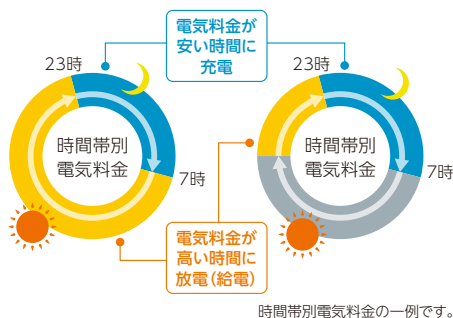 電気料金が
安い時間に
充電
23時
23時
時間帯別
電気料金
時間帯別
電気料金
7時
7時
電気料金が
高い時間に
放電(給電)
時間帯別電気料金の一例です。